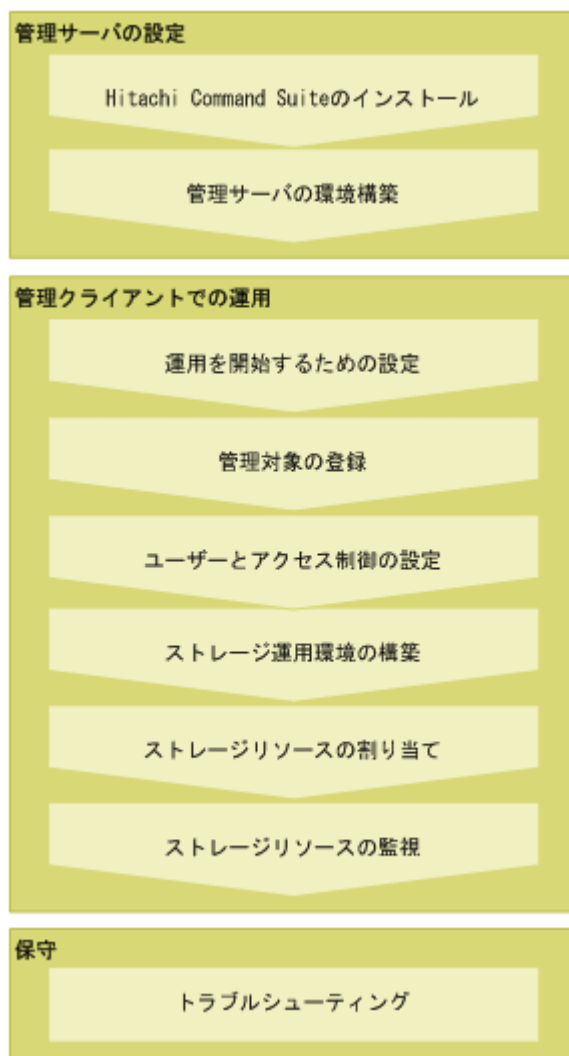 管理サーバの設定
Hitachi Command Suiteのインストール
管理サーバの環境構築
管理クライアントでの運用
運用を開始するための設定
管理対象の登録
ユーザーとアクセス制御の設定
ストレージ運用環境の構築
ストレージリソースの割り当て
ストレージリソースの監視
保守
トラブルシューティング